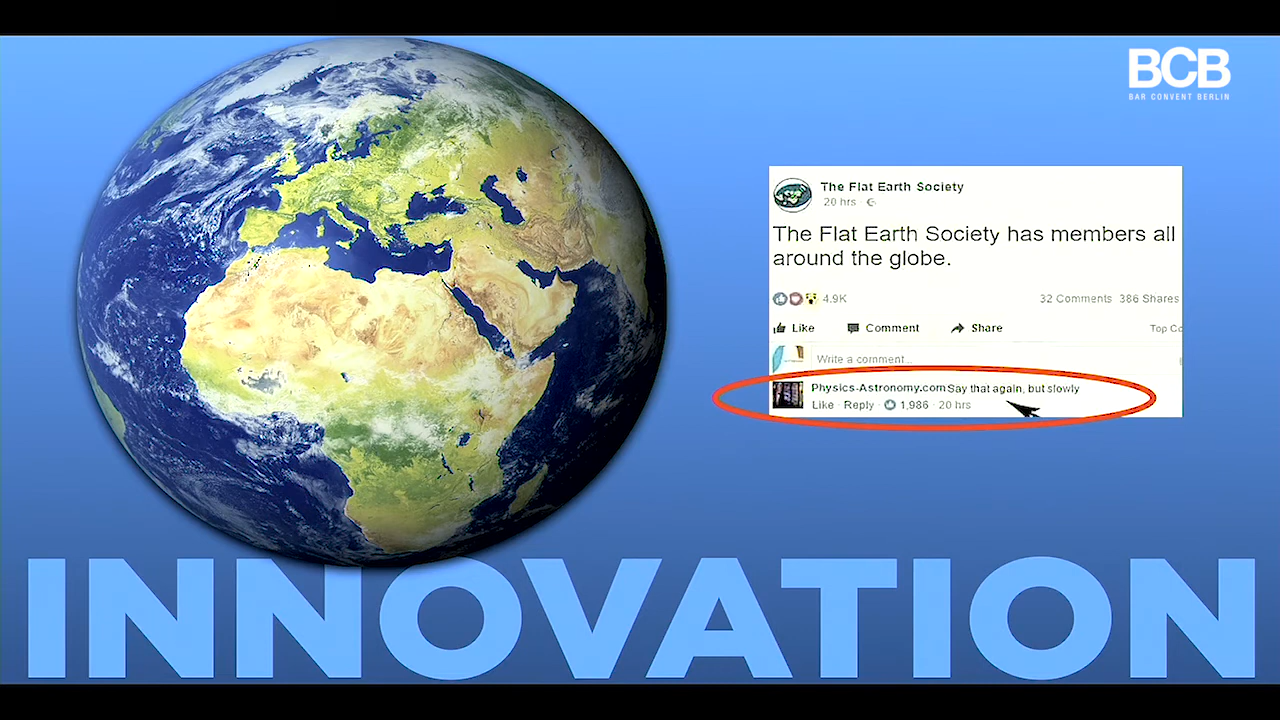 BCB
BAR CONVENT BERLIN
The Flat Earth Society
20 hrs
The Flat Earth Society has members all
around the globe.
4.9K
32 Comments 386 Shares
Like Comment Share Top Co
Write a comment...
Physics-Astronomy.com Say that again, but slowly
Like · Reply · 1,986 · 20 hrs
INNOVATION